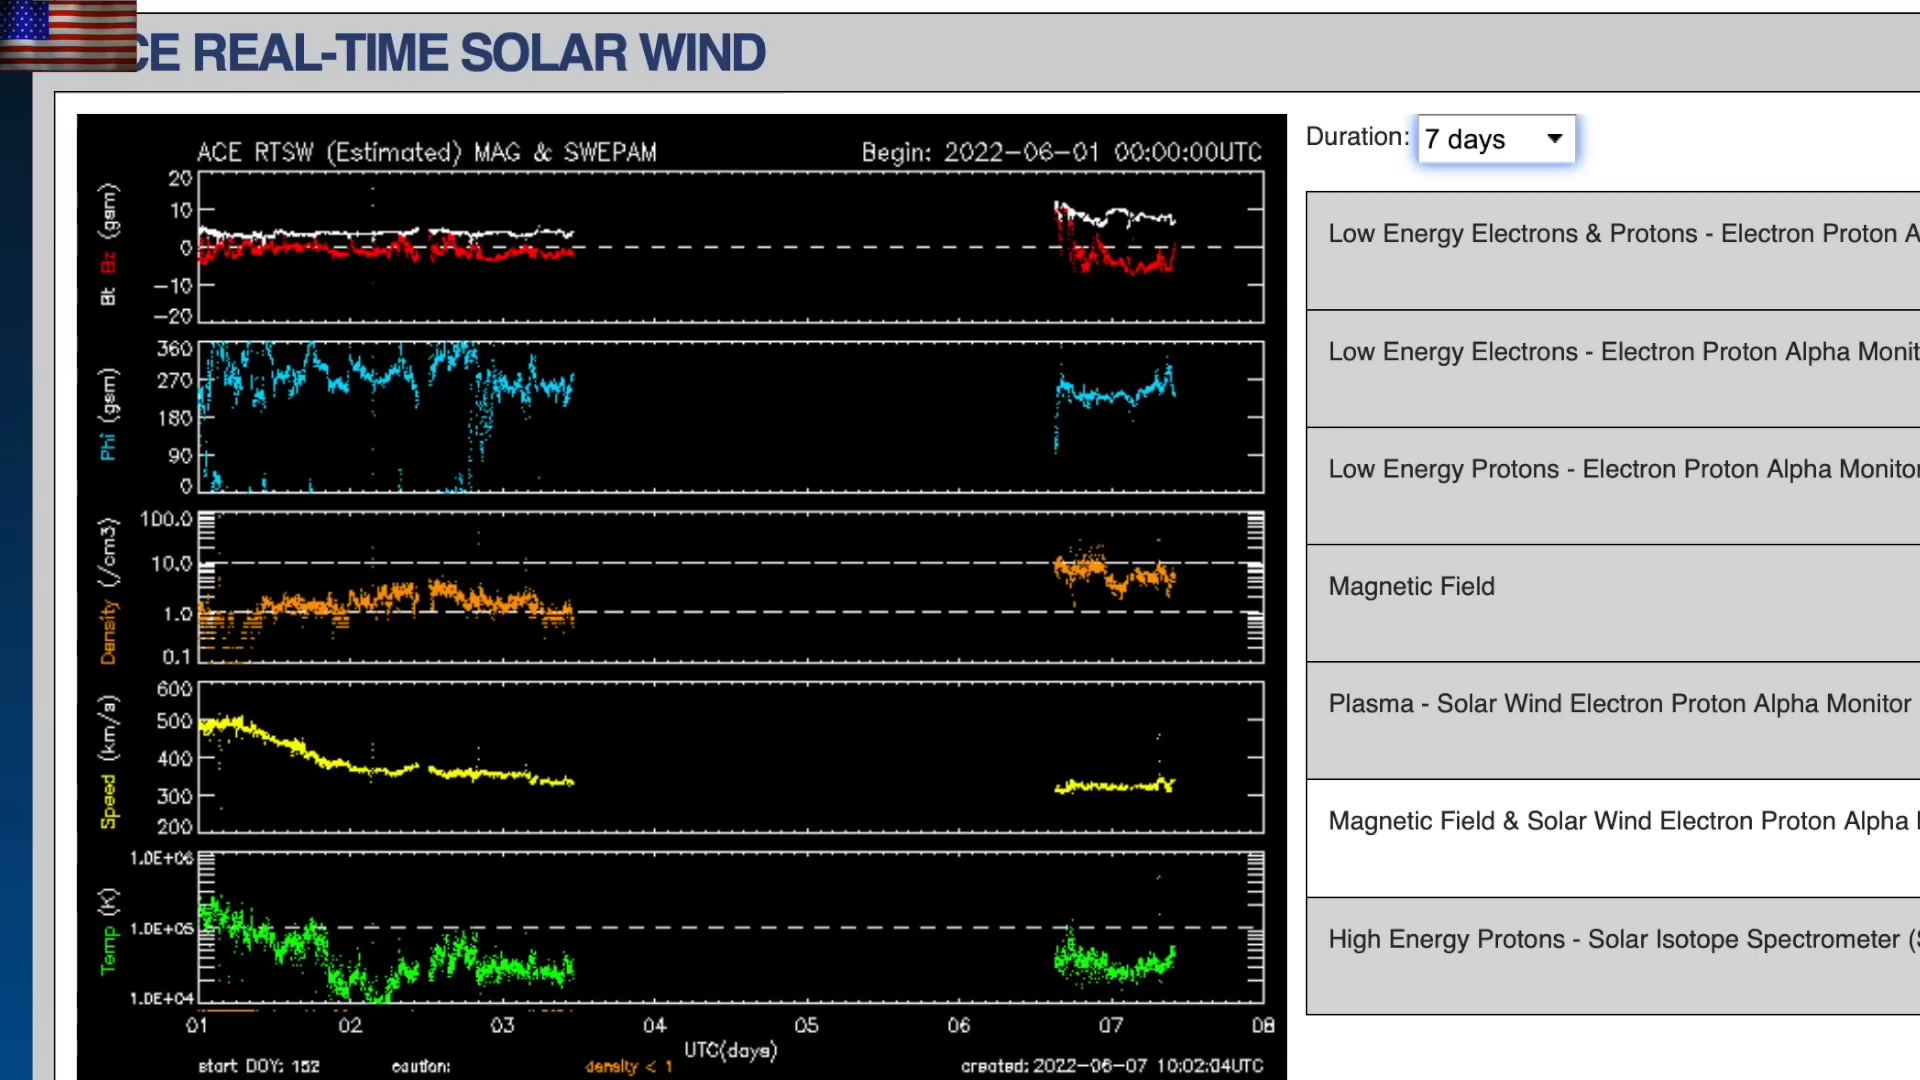 CE REAL-TIME SOLAR WIND
ACE RTSW (Estimated) MAG & SWEPAM
Begin: 2022-06-01 00:00:00UTC
Duration: 7 days
Bt Bz (gsm)
20
10
0
-10
-20
Phi (gsm)
360
270
180
90
0
Density (/cm3)
100.0
10.0
1.0
0.1
Speed (km/s)
600
500
400
300
200
Temp (K)
1.0E+06
1.0E+05
1.0E+04
01 02 03 04 05 06 07 08
UTC(days)
start DOY: 152 caution: density < 1 created: 2022-06-07 10:02:04UTC
Low Energy Electrons & Protons - Electron Proton A
Low Energy Electrons - Electron Proton Alpha Monit
Low Energy Protons - Electron Proton Alpha Monitor
Magnetic Field
Plasma - Solar Wind Electron Proton Alpha Monitor
Magnetic Field & Solar Wind Electron Proton Alpha
High Energy Protons - Solar Isotope Spectrometer (